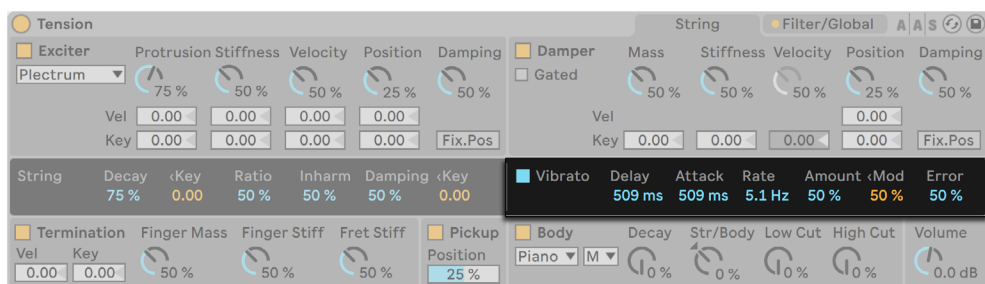 Tension String Filter/Global A A S
Exciter Protrusion Stiffness Velocity Position Damping
Plectrum 75 % 50 % 50 % 25 % 50 %
Vel 0.00 0.00 0.00 0.00
Key 0.00 0.00 0.00 0.00 Fix.Pos
Damper Mass Stiffness Velocity Position Damping
Gated 50 % 50 % 50 % 25 % 50 %
Vel 0.00
Key 0.00 0.00 0.00 0.00 Fix.Pos
String Decay ‹Key Ratio Inharm Damping ‹Key
75 % 0.00 50 % 50 % 50 % 0.00
Vibrato Delay Attack Rate Amount ‹Mod Error
509 ms 509 ms 5.1 Hz 50 % 50 % 50 %
Termination Finger Mass Finger Stiff Fret Stiff
Vel Key
0.00 0.00 50 % 50 % 50 %
Pickup
Position
25 %
Body Decay Str/Body Low Cut High Cut Volume
Piano M 0 % 0 % 0 % 0 % 0.0 dB